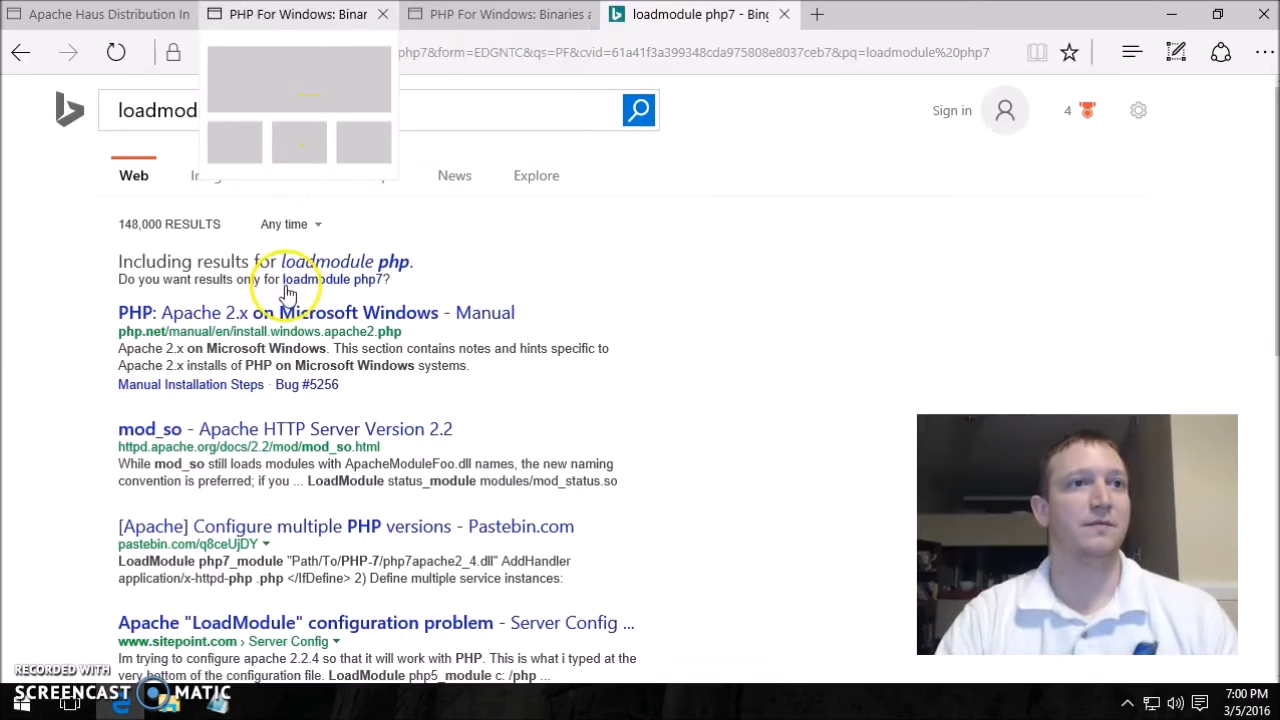 Apache Haus Distribution In
PHP For Windows: Binar
PHP For Windows: Binaries a
loadmodule php7 - Bing
php7&form=EDGNTC&qs=PF&cvid=61a41f3a399348cda975808e8037ceb7&pq=loadmodule%20php7
loadmod
Sign in
4
Web
News
Explore
148,000 RESULTS
Any time
Including results for loadmodule php.
Do you want results only for loadmodule php7?
PHP: Apache 2.x on Microsoft Windows - Manual
php.net/manual/en/install.windows.apache2.php
Apache 2.x on Microsoft Windows. This section contains notes and hints specific to
Apache 2.x installs of PHP on Microsoft Windows systems.
Manual Installation Steps · Bug #5256
mod_so - Apache HTTP Server Version 2.2
httpd.apache.org/docs/2.2/mod/mod_so.html
While mod_so still loads modules with ApacheModuleFoo.dll names, the new naming
convention is preferred; if you ... LoadModule status_module modules/mod_status.so
[Apache] Configure multiple PHP versions - Pastebin.com
pastebin.com/q8ceUjDY
LoadModule php7_module "Path/To/PHP-7/php7apache2_4.dll" AddHandler
application/x-httpd-php .php </IfDefine> 2) Define multiple service instances:
Apache "LoadModule" configuration problem - Server Config ...
www.sitepoint.com › Server Config
Im trying to configure apache 2.2.4 so that it will work with PHP. This is what i typed at the
very bottom of the configuration file. LoadModule php5_module c: /php ...
RECORDED WITH
SCREENCAST MATIC
7:00 PM
3/5/2016